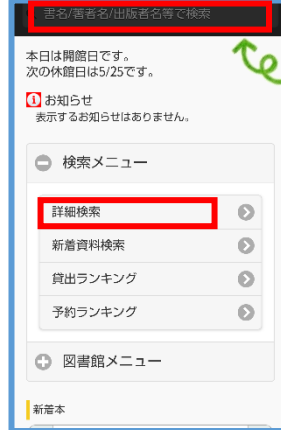 書名/著者名/出版者名等で検索
本日は開館日です。
次の休館日は5/25です。
お知らせ
表示するお知らせはありません。
検索メニュー
詳細検索
新着資料検索
貸出ランキング
予約ランキング
図書館メニュー
新着本